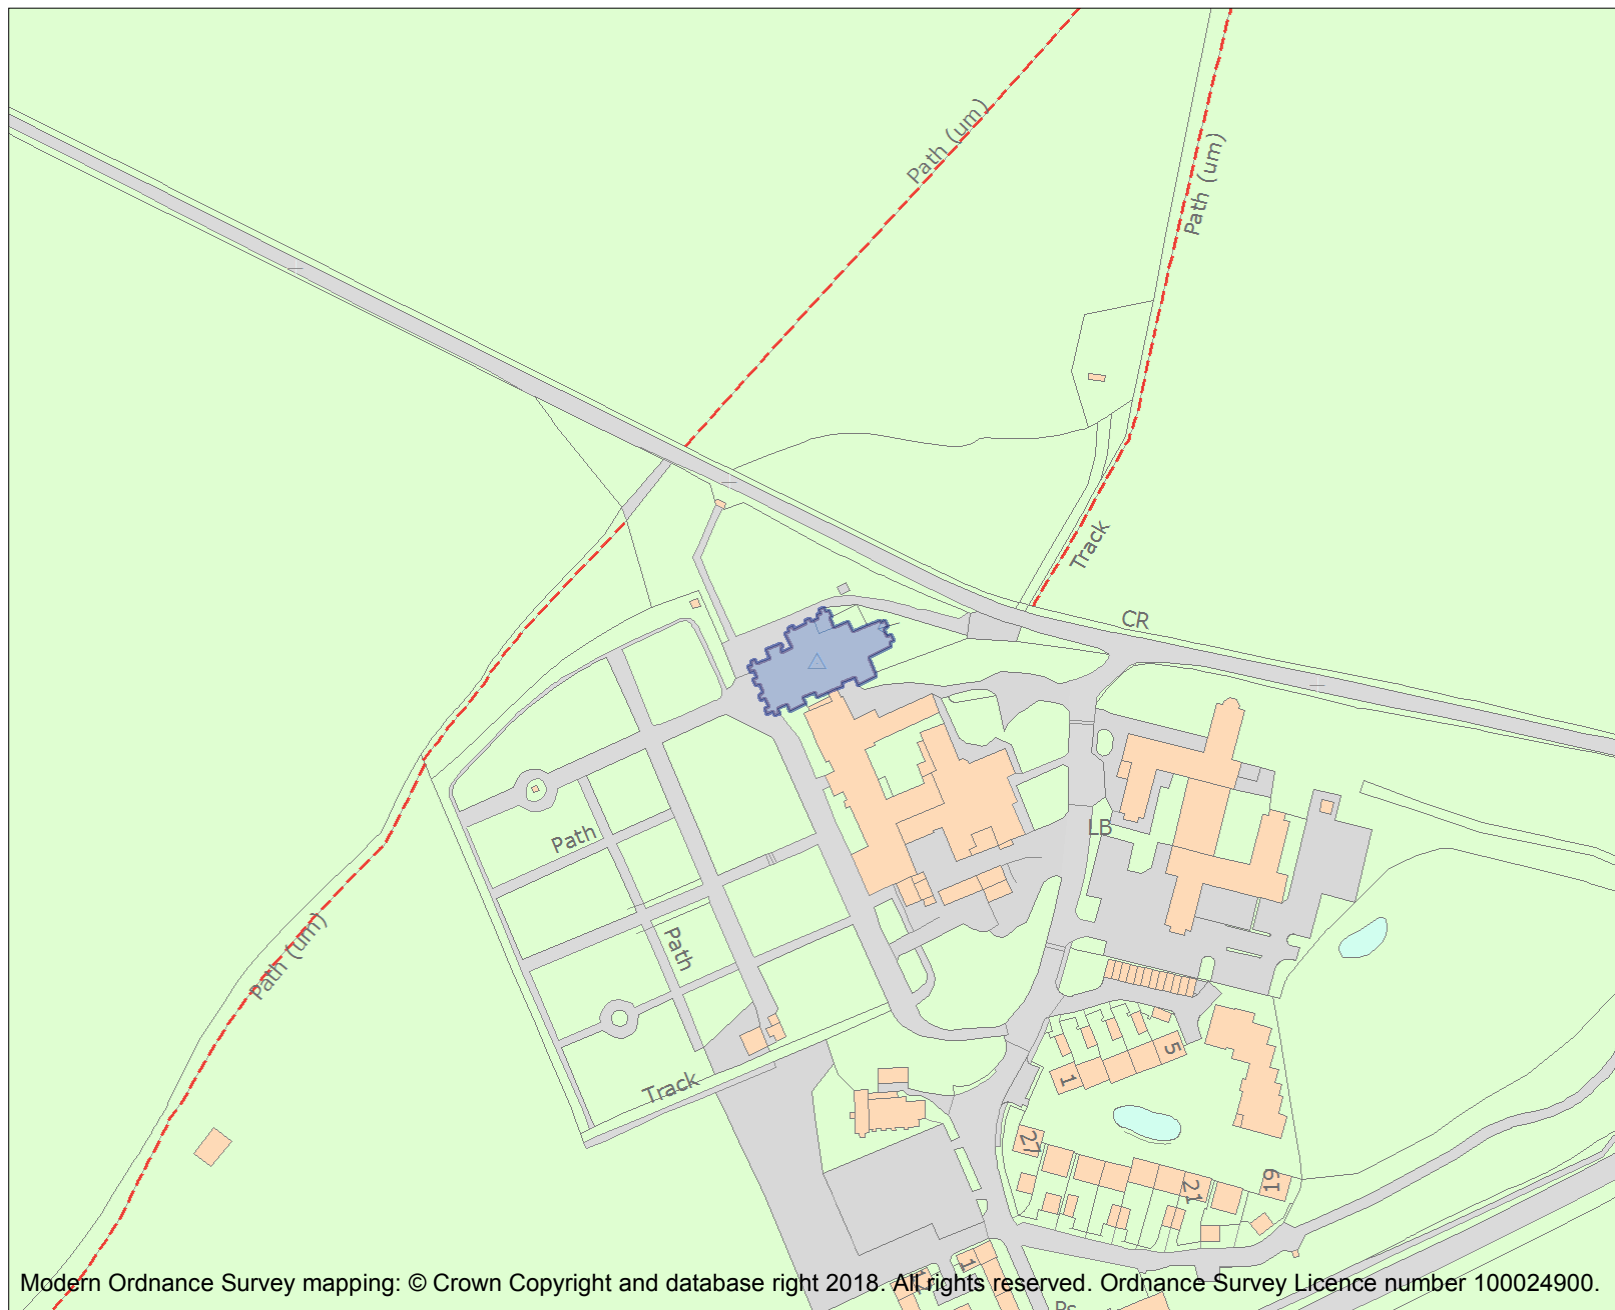 Path (um)
Path (um)
Track
CR
LB
Path
Path
Path (um)
5
1
Track
27
21
19
1
Modern Ordnance Survey mapping: © Crown Copyright and database right 2018. All rights reserved. Ordnance Survey Licence number 100024900.